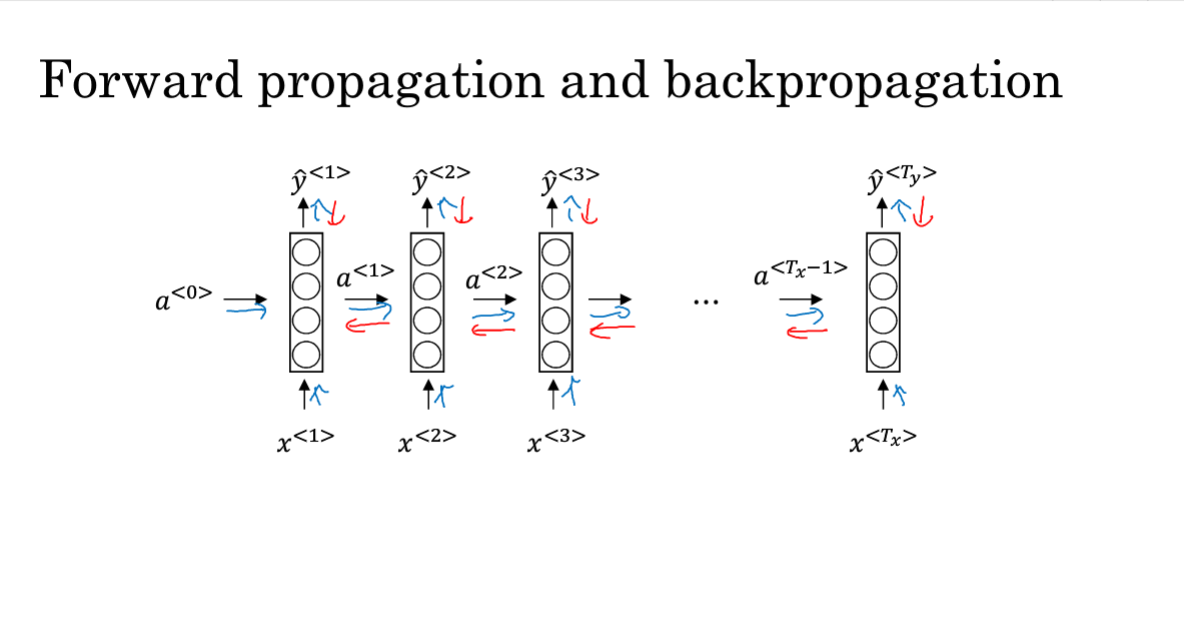 Forward propagation and backpropagation
ŷ<1> ŷ<2> ŷ<3> ŷ<Ty>
a<0> a<1> a<2> ... a<Tx−1>
x<1> x<2> x<3> x<Tx>